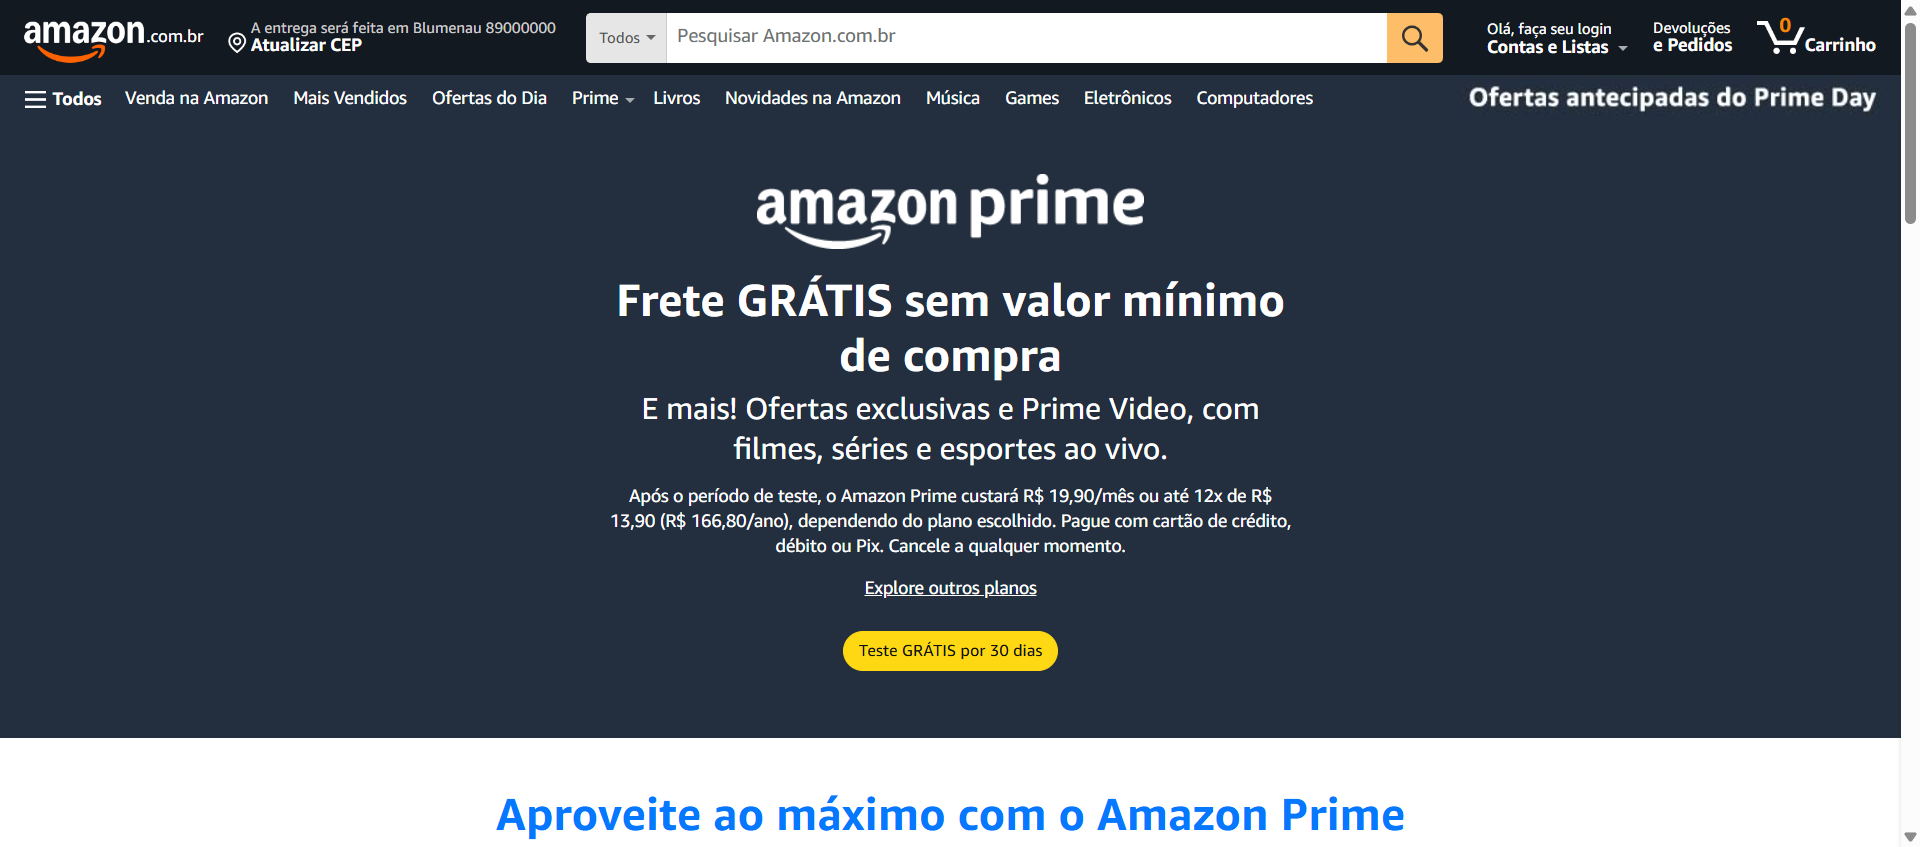 amazon.com.br
A entrega será feita em Blumenau 89000000
Atualizar CEP
Todos
Pesquisar Amazon.com.br
Olá, faça seu login
Contas e Listas
Devoluções
e Pedidos
0
Carrinho
Todos
Venda na Amazon
Mais Vendidos
Ofertas do Dia
Prime
Livros
Novidades na Amazon
Música
Games
Eletrônicos
Computadores
Ofertas antecipadas do Prime Day
amazon prime
Frete GRÁTIS sem valor mínimo
de compra
E mais! Ofertas exclusivas e Prime Video, com
filmes, séries e esportes ao vivo.
Após o período de teste, o Amazon Prime custará R$ 19,90/mês ou até 12x de R$
13,90 (R$ 166,80/ano), dependendo do plano escolhido. Pague com cartão de crédito,
débito ou Pix. Cancele a qualquer momento.
Explore outros planos
Teste GRÁTIS por 30 dias
Aproveite ao máximo com o Amazon Prime